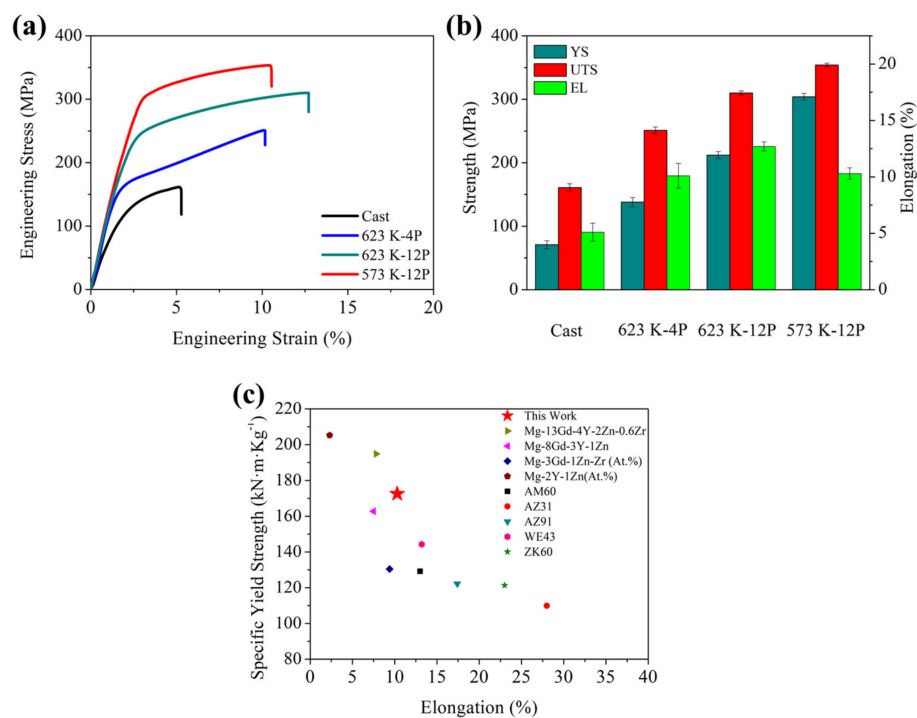 (a)
400
300
200
100
0
Engineering Stress (MPa)
Cast
623 K-4P
623 K-12P
573 K-12P
0 5 10 15 20
Engineering Strain (%)
(b)
400
300
200
100
0
Strength (MPa)
YS
UTS
EL
20
15
10
5
0
Elongation (%)
Cast 623 K-4P 623 K-12P 573 K-12P
(c)
220
200
180
160
140
120
100
80
Specific Yield Strength (kN·m·Kg⁻¹)
This Work
Mg-13Gd-4Y-2Zn-0.6Zr
Mg-8Gd-3Y-1Zn
Mg-3Gd-1Zn-Zr (At.%)
Mg-2Y-1Zn(At.%)
AM60
AZ31
AZ91
WE43
ZK60
0 5 10 15 20 25 30 35 40
Elongation (%)